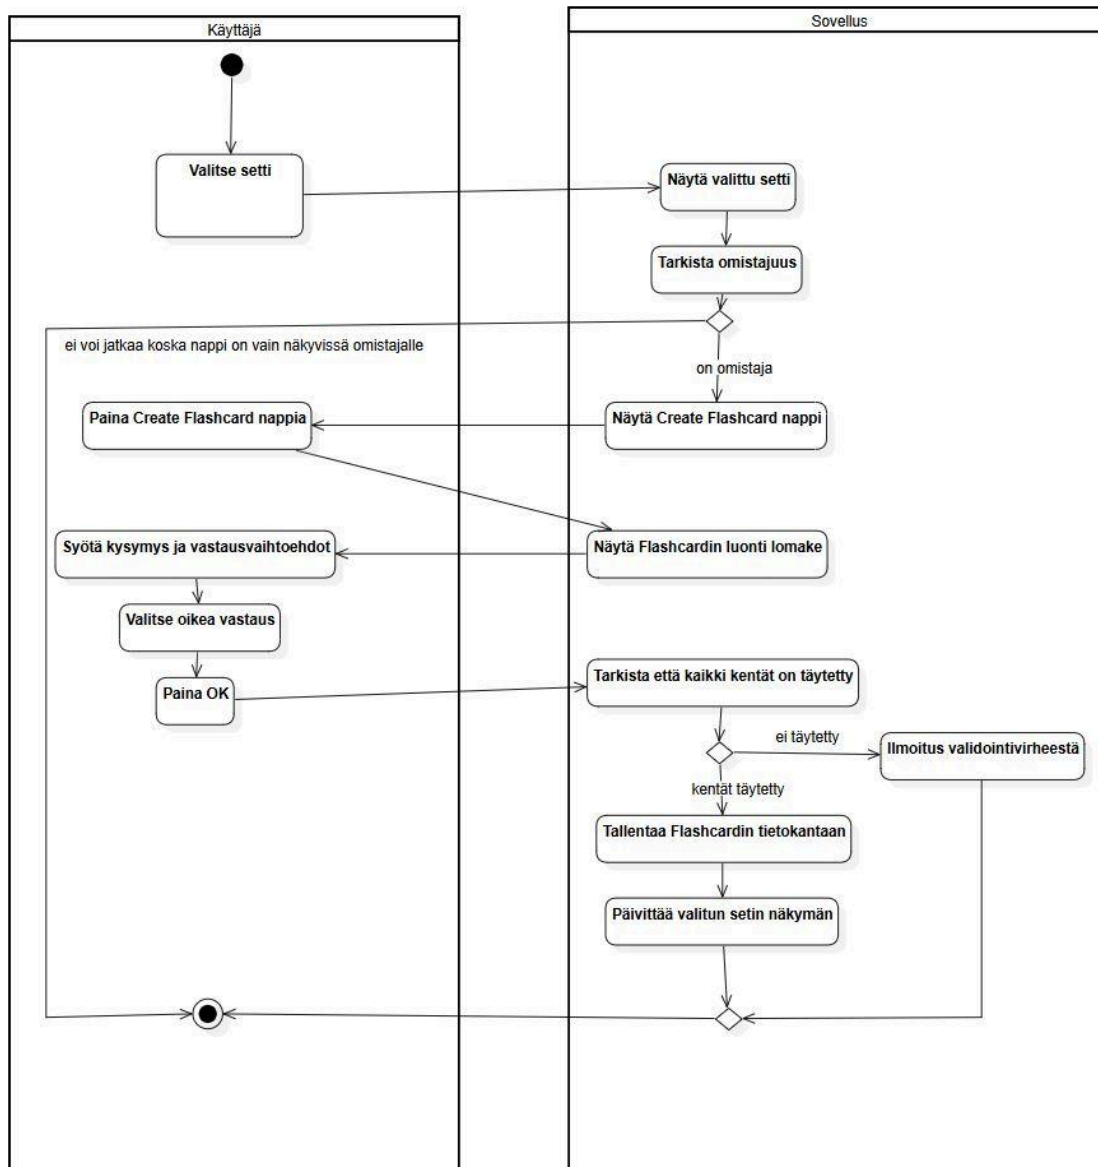 Käyttäjä
Sovellus
Valitse setti
Näytä valittu setti
Tarkista omistajuus
ei voi jatkaa koska nappi on vain näkyvissä omistajalle
on omistaja
Paina Create Flashcard nappia
Näytä Create Flashcard nappi
Syötä kysymys ja vastausvaihtoehdot
Näytä Flashcardin luonti lomake
Valitse oikea vastaus
Paina OK
Tarkista että kaikki kentät on täytetty
ei täytetty
Ilmoitus validointivirheestä
kentät täytetty
Tallentaa Flashcardin tietokantaan
Päivittää valitun setin näkymän